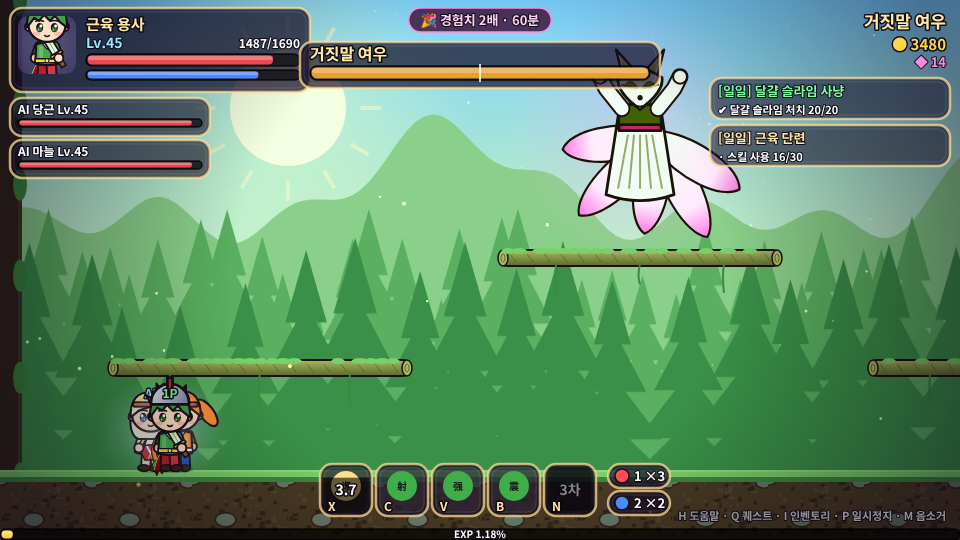 근육 용사
Lv.45
1487/1690
AI 당근 Lv.45
AI 마늘 Lv.45
🎉 경험치 2배 · 60분
거짓말 여우
거짓말 여우
3480
14
[일일] 달걀 슬라임 사냥
✔ 달걀 슬라임 처치 20/20
[일일] 근육 단련
· 스킬 사용 16/30
1P
3.7
X
射
C
强
V
震
B
3차
N
1 ×3
2 ×2
H 도움말 · Q 퀘스트 · I 인벤토리 · P 일시정지 · M 음소거
EXP 1.18%